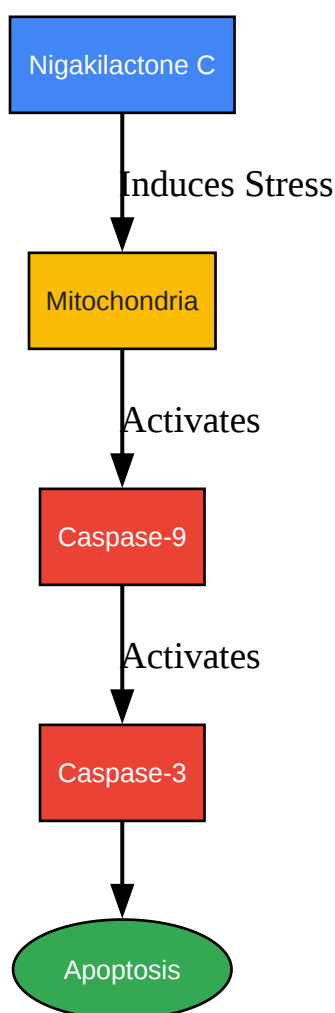 Nigakilactone C
Induces Stress
Mitochondria
Activates
Caspase-9
Activates
Caspase-3
Apoptosis